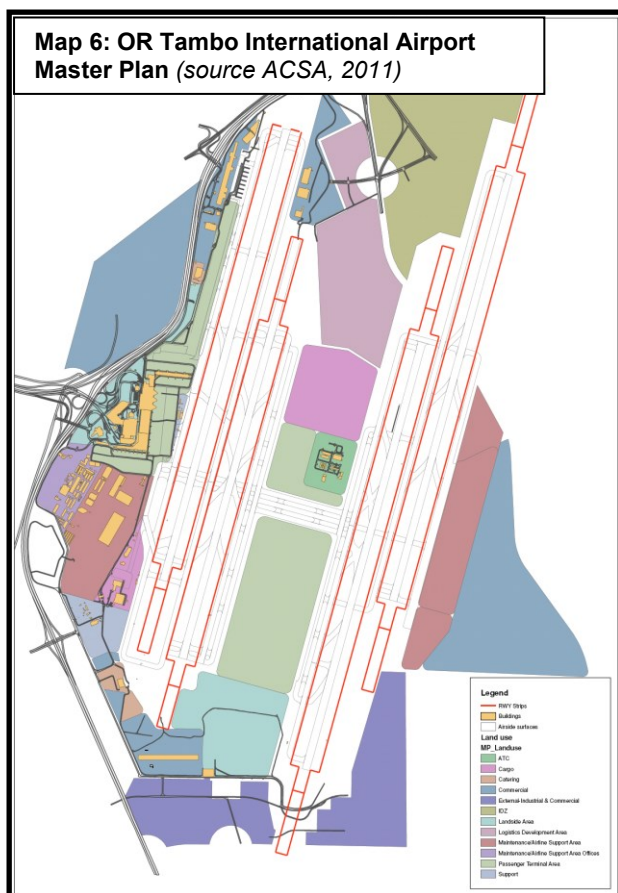 Map 6: OR Tambo International Airport
Master Plan (source ACSA, 2011)
Legend
RWY Strips
Buildings
Airside surfaces
Land use
MP_Landuse
ATC
Cargo
Catering
Commercial
External-Industrial & Commercial
IDZ
Landside Area
Logistics Development Area
Maintenance/Airline Support Area
Maintenance/Airline Support Area Offices
Passenger Terminal Area
Support